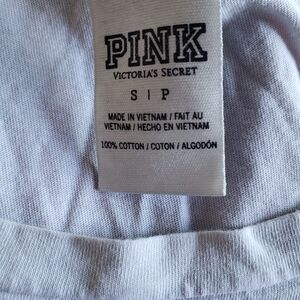 PINK
VICTORIA'S SECRET
S | P
MADE IN VIETNAM / FAIT AU
VIETNAM / HECHO EN VIETNAM
100% COTTON / COTON / ALGODÓN